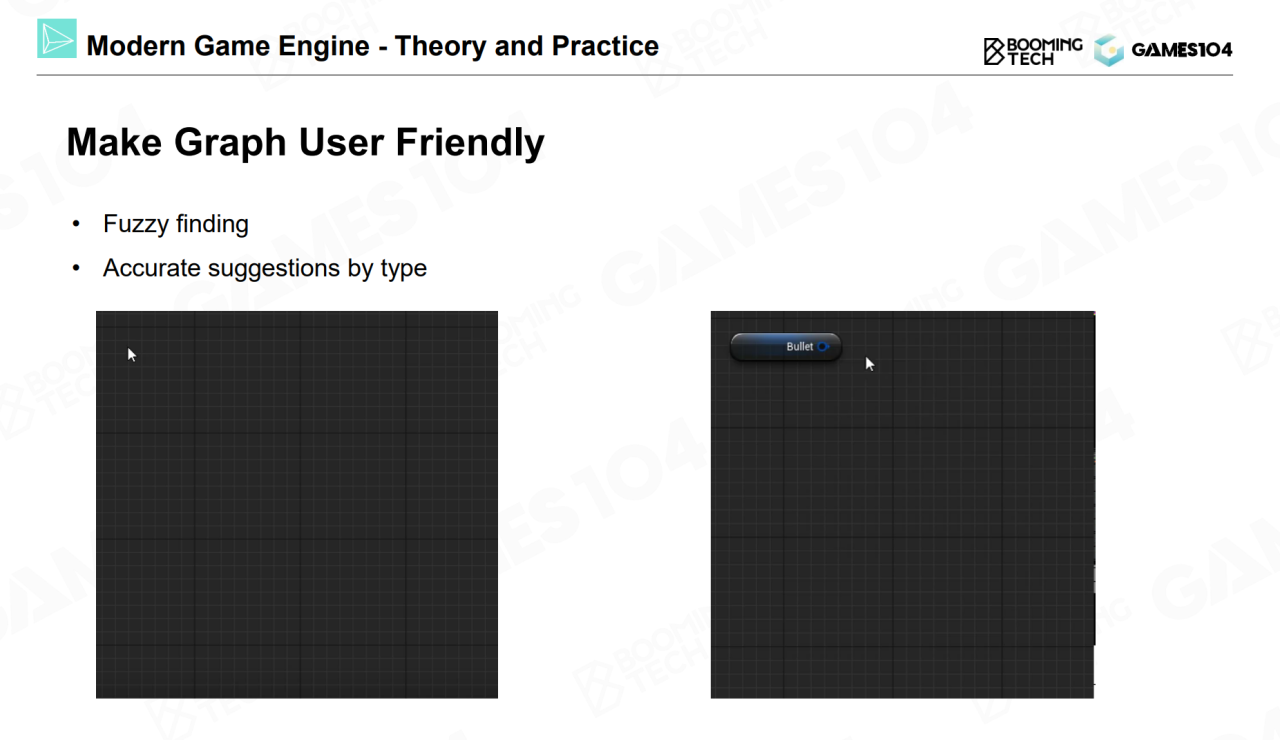 Modern Game Engine - Theory and Practice
BOOMING
TECH
GAMES104
Make Graph User Friendly
• Fuzzy finding
• Accurate suggestions by type
Bullet